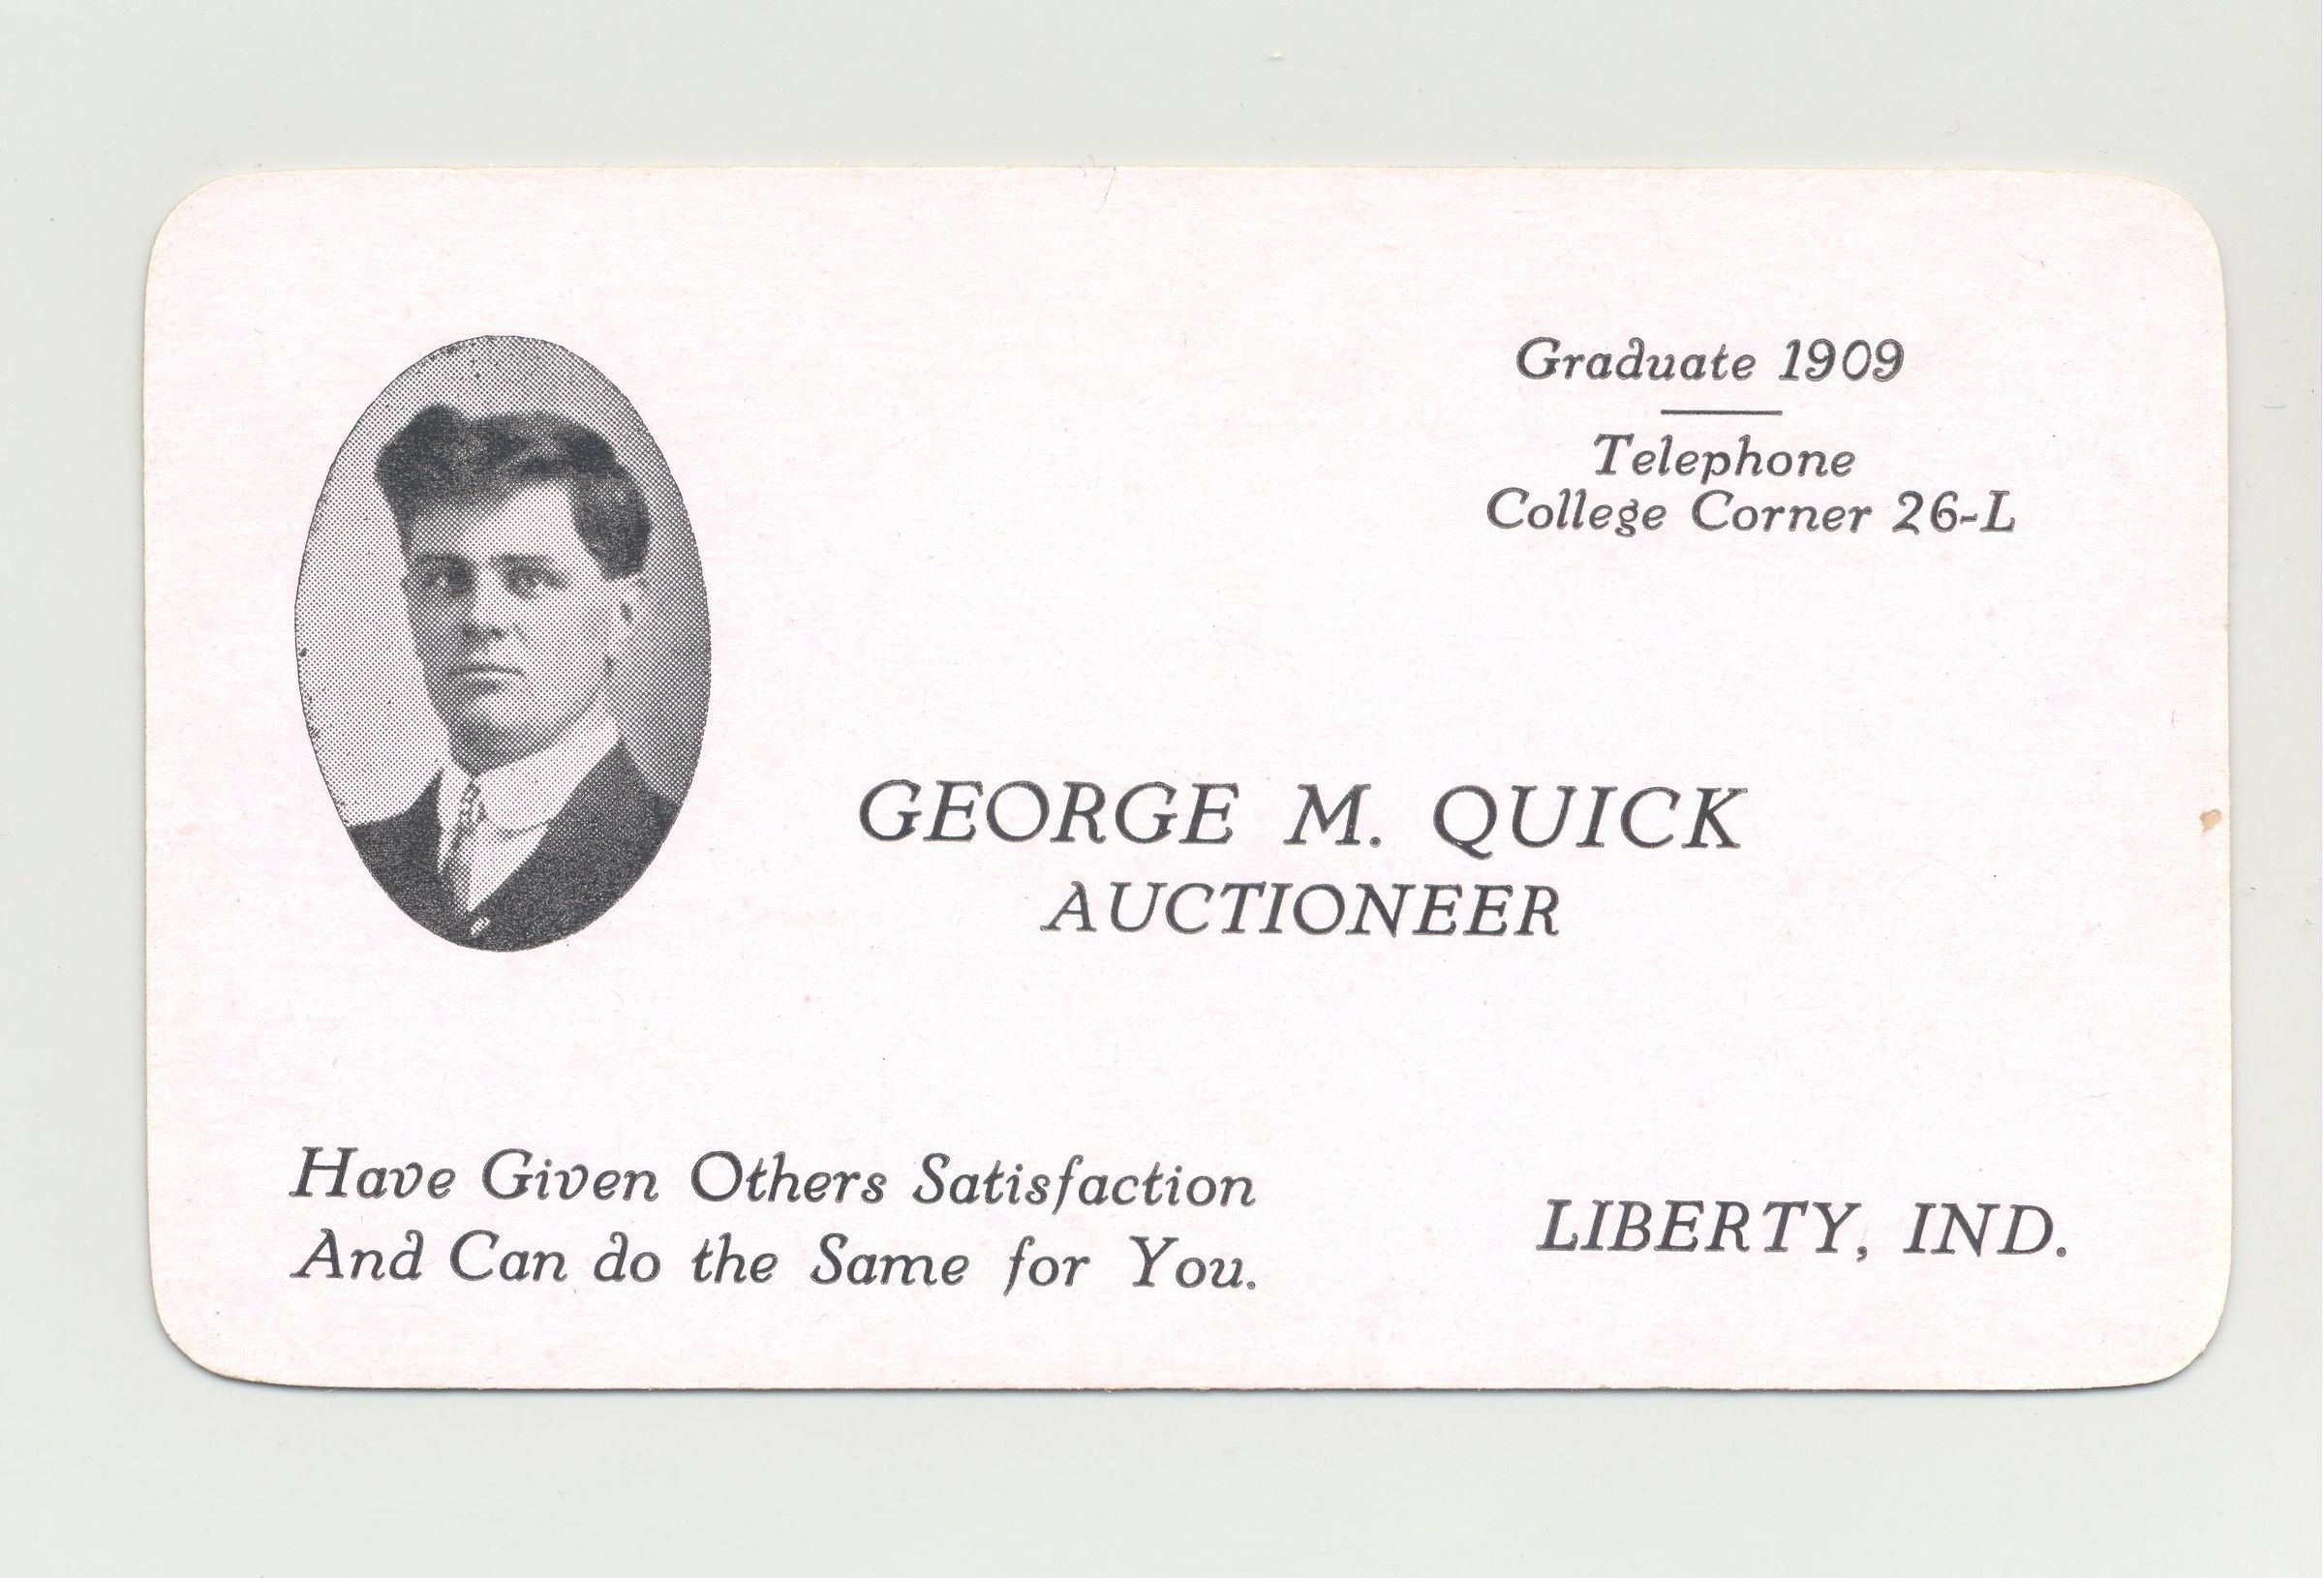 Graduate 1909
Telephone
College Corner 26-L
GEORGE M. QUICK
AUCTIONEER
Have Given Others Satisfaction
And Can do the Same for You.
LIBERTY, IND.